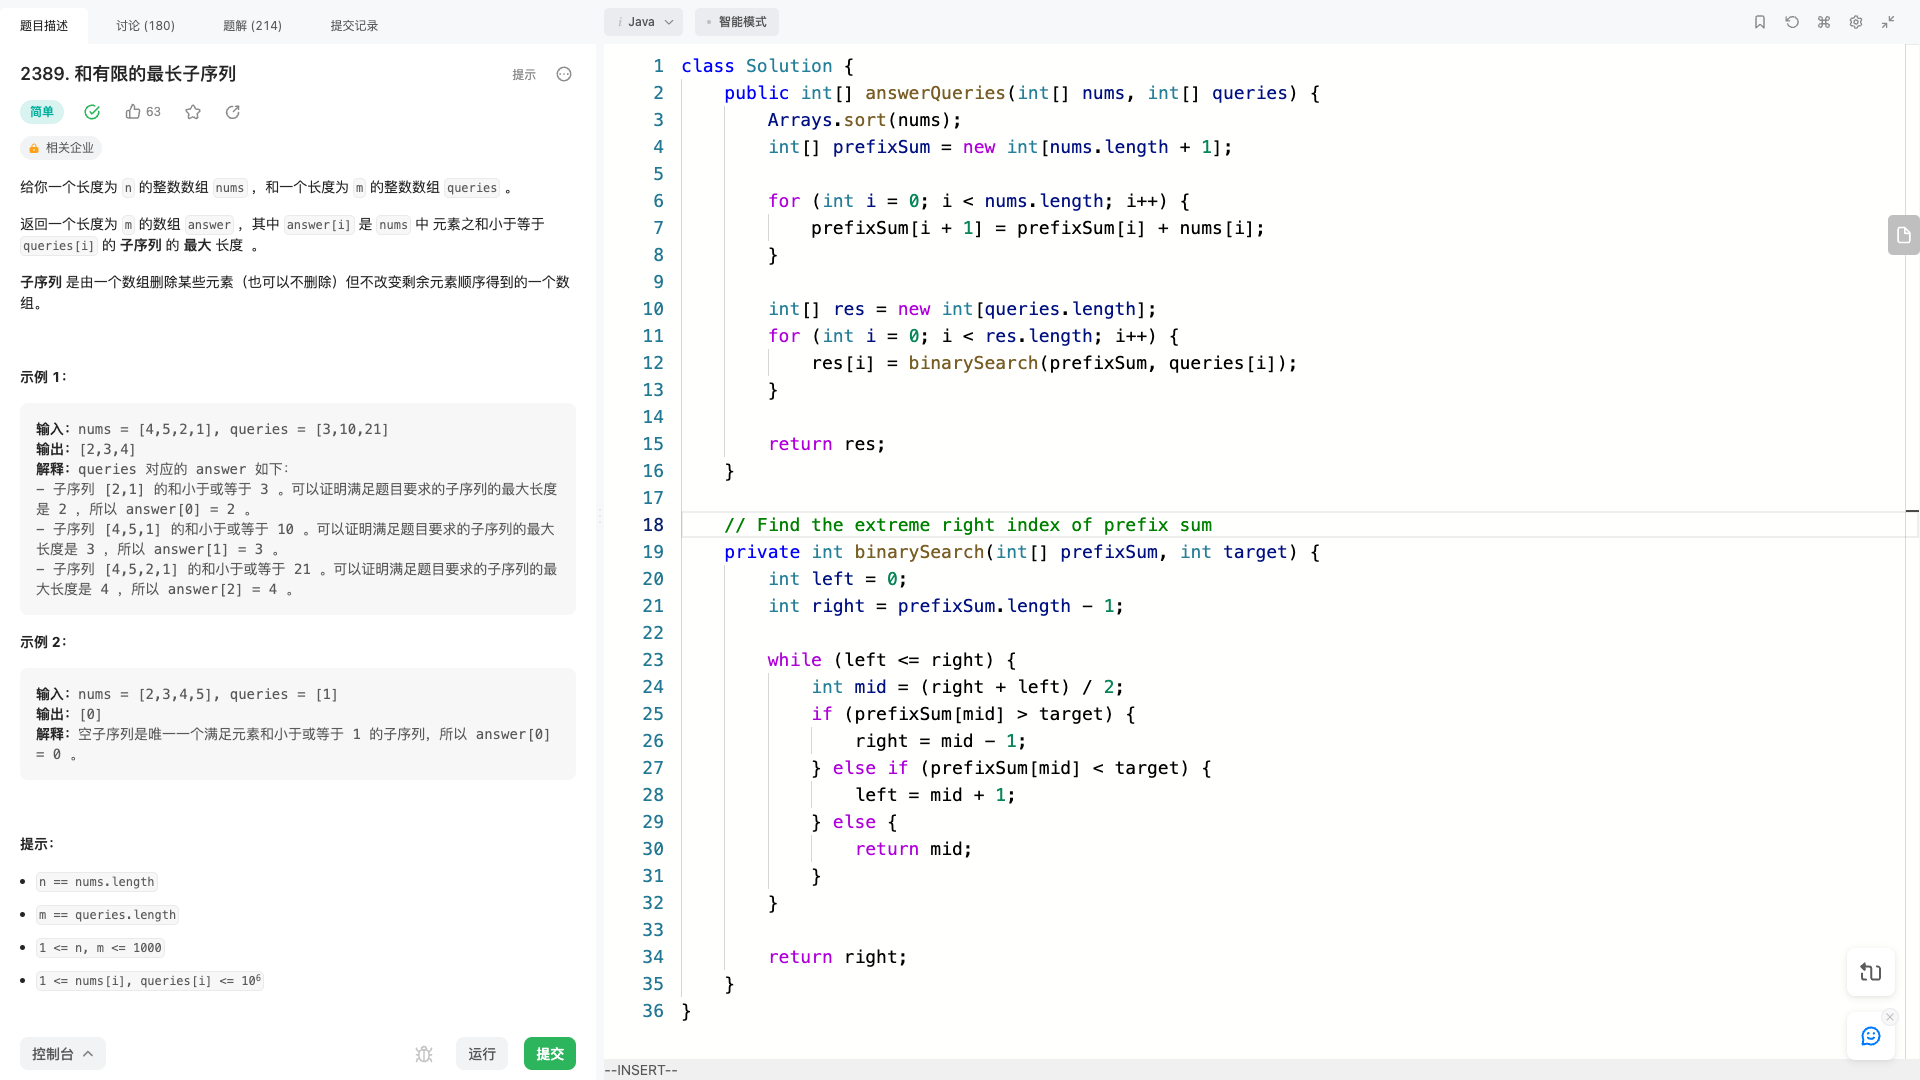 题目描述
讨论 (180)
题解 (214)
提交记录
i Java
• 智能模式
2389. 和有限的最长子序列
提示
简单
63
相关企业
给你一个长度为 n 的整数数组 nums ，和一个长度为 m 的整数数组 queries 。
返回一个长度为 m 的数组 answer ，其中 answer[i] 是 nums 中 元素之和小于等于
queries[i] 的 子序列 的 最大 长度 。
子序列 是由一个数组删除某些元素（也可以不删除）但不改变剩余元素顺序得到的一个数
组。
示例 1：
输入：nums = [4,5,2,1], queries = [3,10,21]
输出：[2,3,4]
解释：queries 对应的 answer 如下：
- 子序列 [2,1] 的和小于或等于 3 。可以证明满足题目要求的子序列的最大长度
是 2 ，所以 answer[0] = 2 。
- 子序列 [4,5,1] 的和小于或等于 10 。可以证明满足题目要求的子序列的最大
长度是 3 ，所以 answer[1] = 3 。
- 子序列 [4,5,2,1] 的和小于或等于 21 。可以证明满足题目要求的子序列的最
大长度是 4 ，所以 answer[2] = 4 。
示例 2：
输入：nums = [2,3,4,5], queries = [1]
输出：[0]
解释：空子序列是唯一一个满足元素和小于或等于 1 的子序列，所以 answer[0]
= 0 。
提示：
• n == nums.length
• m == queries.length
• 1 <= n, m <= 1000
• 1 <= nums[i], queries[i] <= 10⁶
控制台
运行
提交
1 class Solution {
2     public int[] answerQueries(int[] nums, int[] queries) {
3         Arrays.sort(nums);
4         int[] prefixSum = new int[nums.length + 1];
5
6         for (int i = 0; i < nums.length; i++) {
7             prefixSum[i + 1] = prefixSum[i] + nums[i];
8         }
9
10         int[] res = new int[queries.length];
11         for (int i = 0; i < res.length; i++) {
12             res[i] = binarySearch(prefixSum, queries[i]);
13         }
14
15         return res;
16     }
17
18     // Find the extreme right index of prefix sum
19     private int binarySearch(int[] prefixSum, int target) {
20         int left = 0;
21         int right = prefixSum.length - 1;
22
23         while (left <= right) {
24             int mid = (right + left) / 2;
25             if (prefixSum[mid] > target) {
26                 right = mid - 1;
27             } else if (prefixSum[mid] < target) {
28                 left = mid + 1;
29             } else {
30                 return mid;
31             }
32         }
33
34         return right;
35     }
36 }
--INSERT--